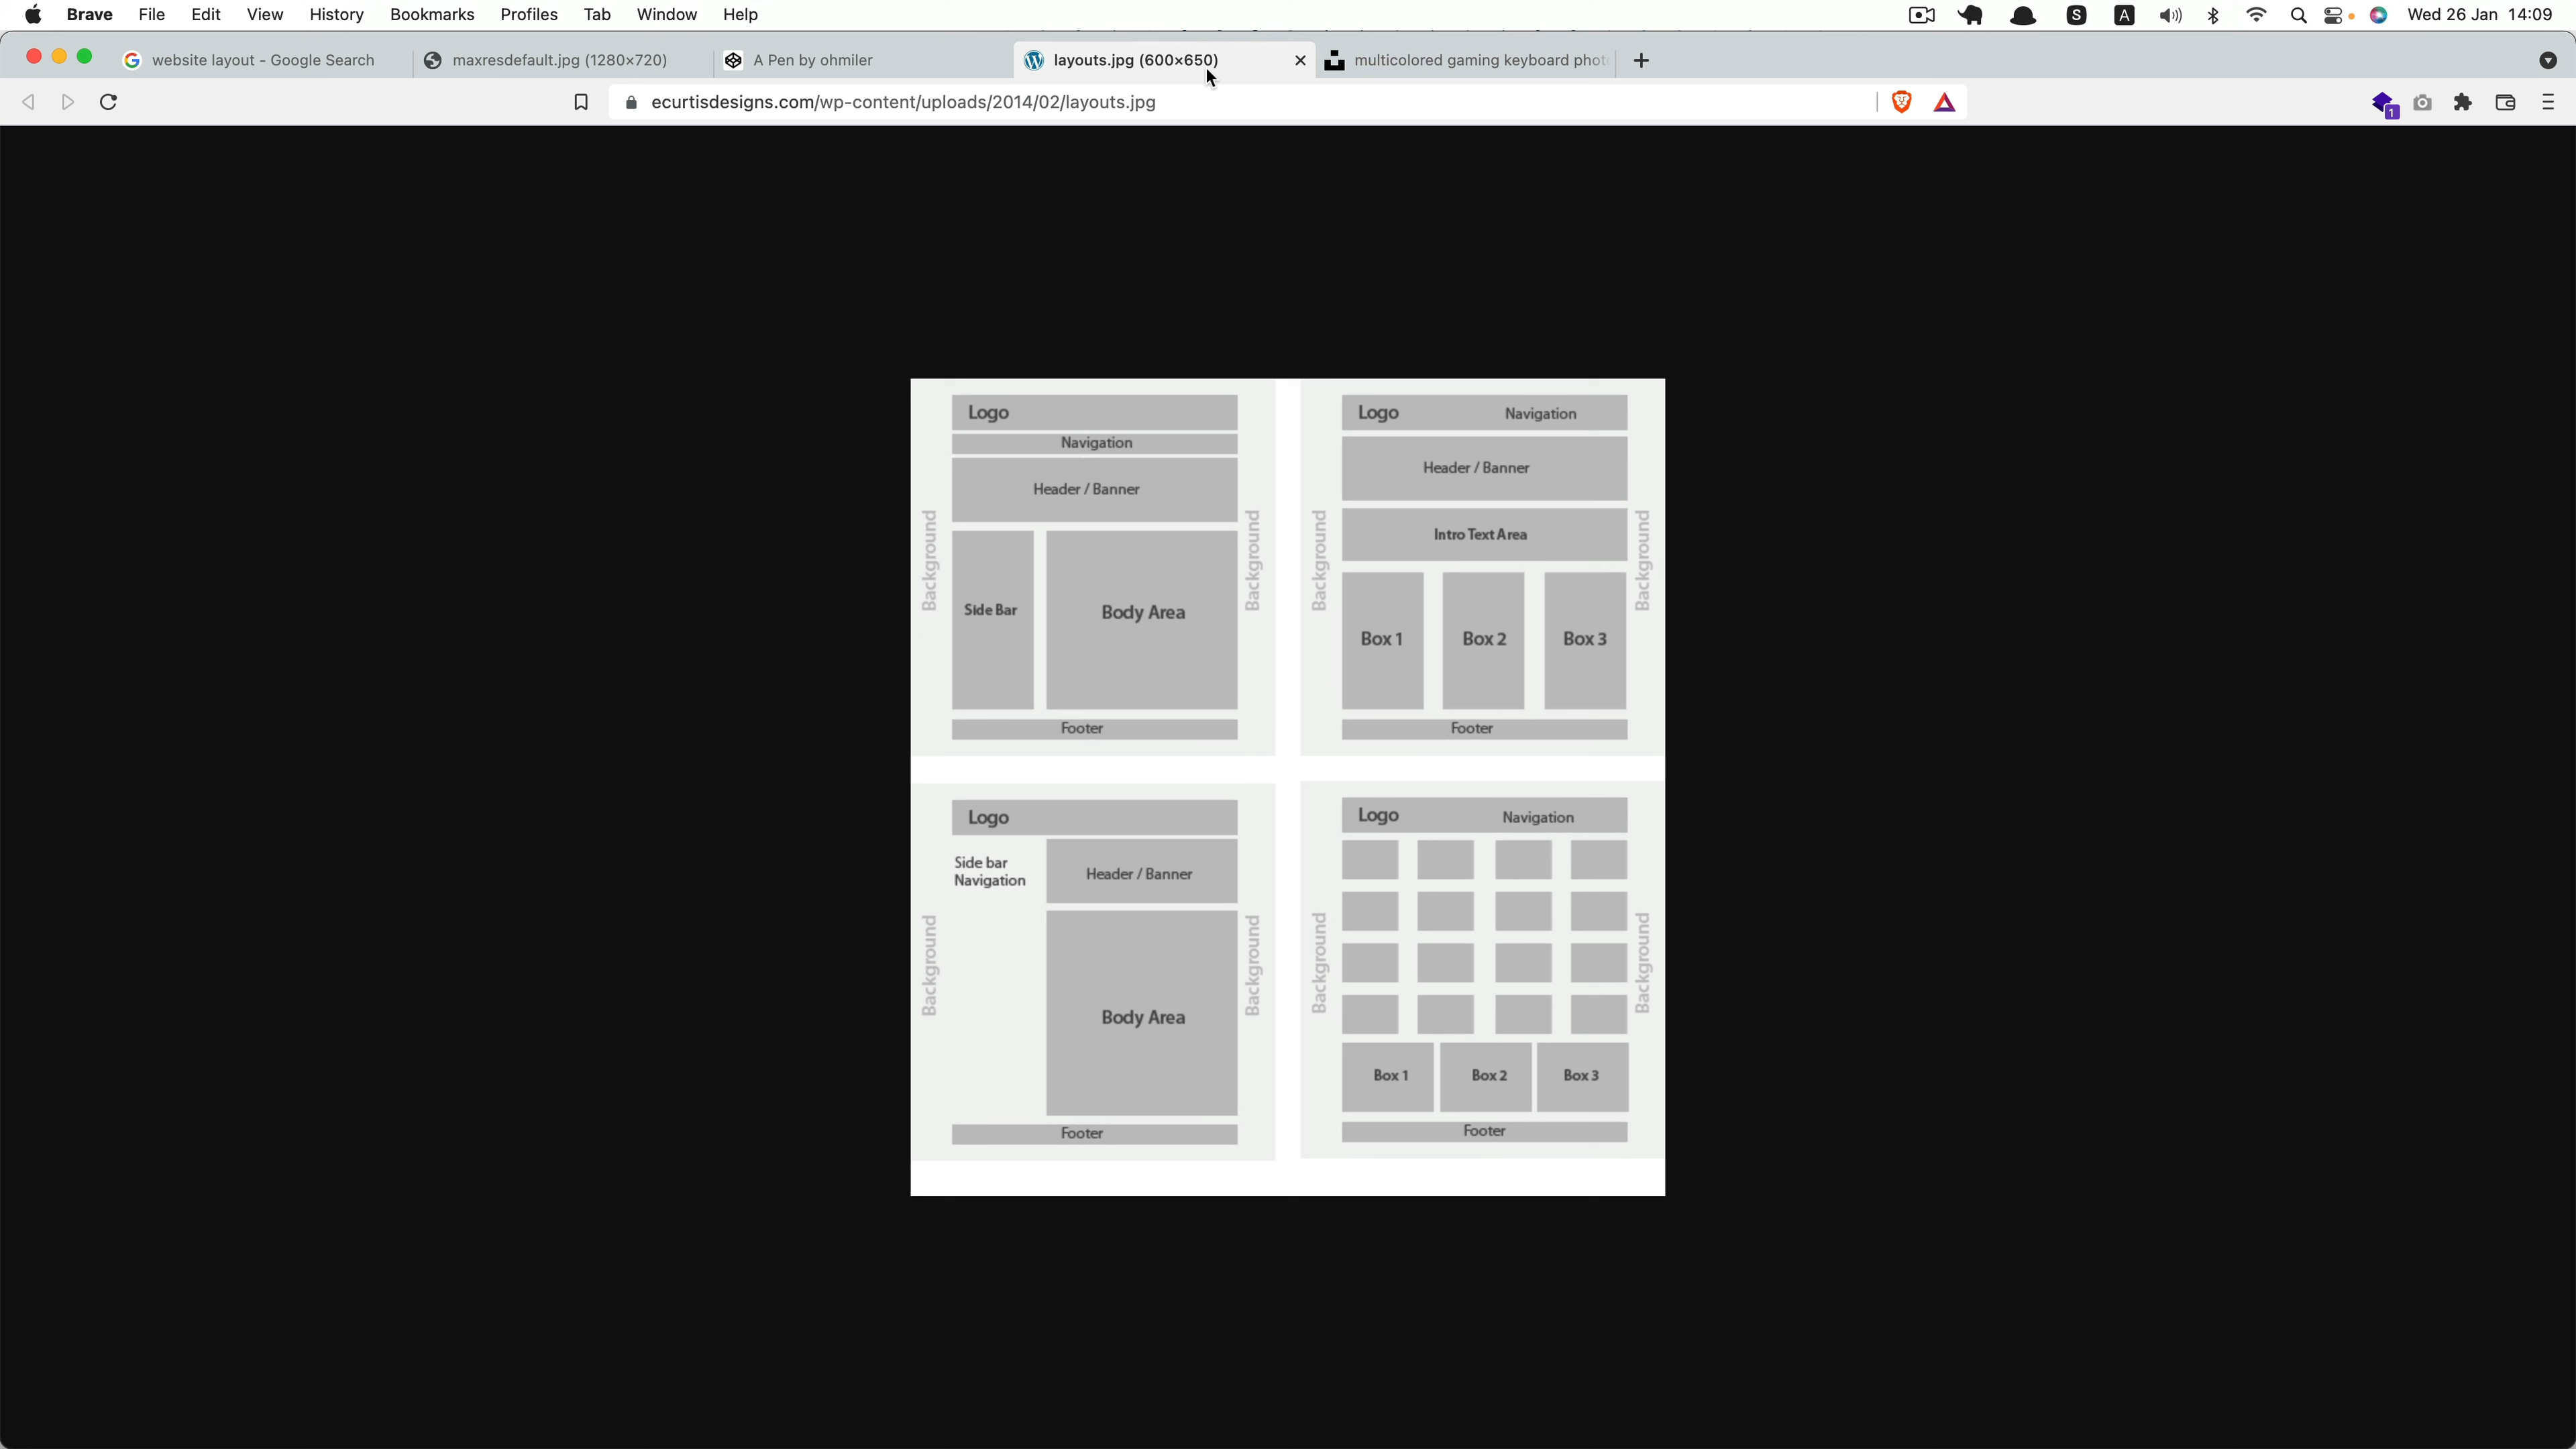 Brave File Edit View History Bookmarks Profiles Tab Window Help
S A Wed 26 Jan 14:09
website layout - Google Search
maxresdefault.jpg (1280×720)
A Pen by ohmiler
layouts.jpg (600×650)
multicolored gaming keyboard phot
ecurtisdesigns.com/wp-content/uploads/2014/02/layouts.jpg
1
Logo
Navigation
Header / Banner
Background
Side Bar
Body Area
Background
Footer
Logo
Navigation
Header / Banner
Intro Text Area
Background
Box 1
Box 2
Box 3
Background
Footer
Logo
Side bar
Navigation
Header / Banner
Background
Body Area
Background
Footer
Logo
Navigation
Background
Background
Box 1
Box 2
Box 3
Footer